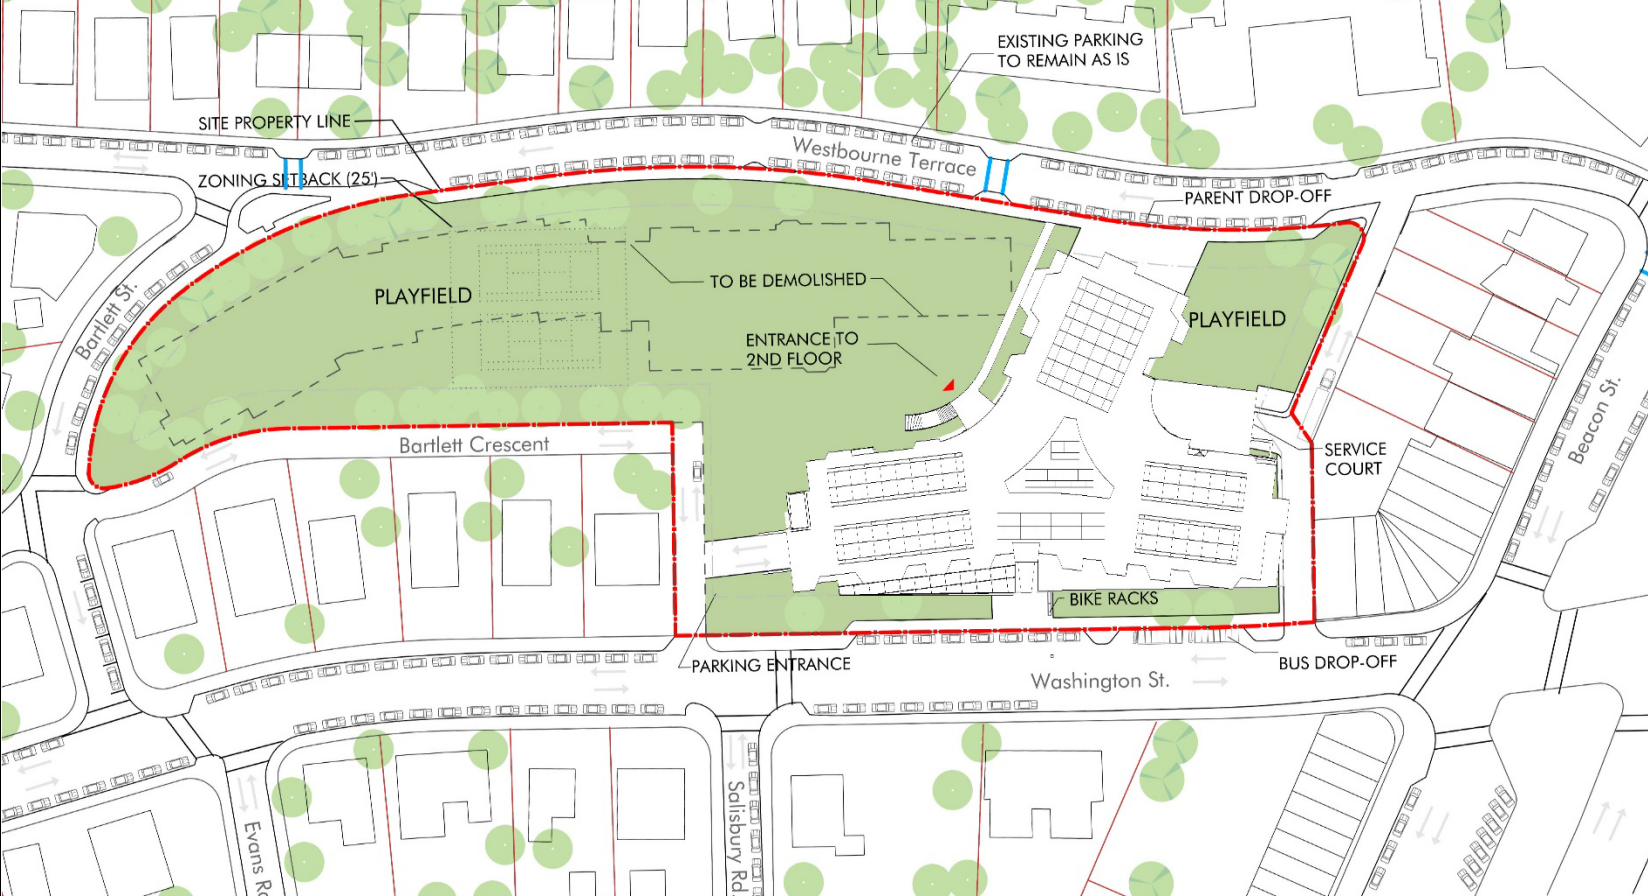 EXISTING PARKING
TO REMAIN AS IS
SITE PROPERTY LINE
Westbourne Terrace
ZONING SETBACK (25')
PARENT DROP-OFF
TO BE DEMOLISHED
PLAYFIELD
Bartlett St.
PLAYFIELD
ENTRANCE TO
2ND FLOOR
Beacon St.
Bartlett Crescent
SERVICE
COURT
BIKE RACKS
PARKING ENTRANCE
BUS DROP-OFF
Washington St.
Salisbury Rd.
Evans